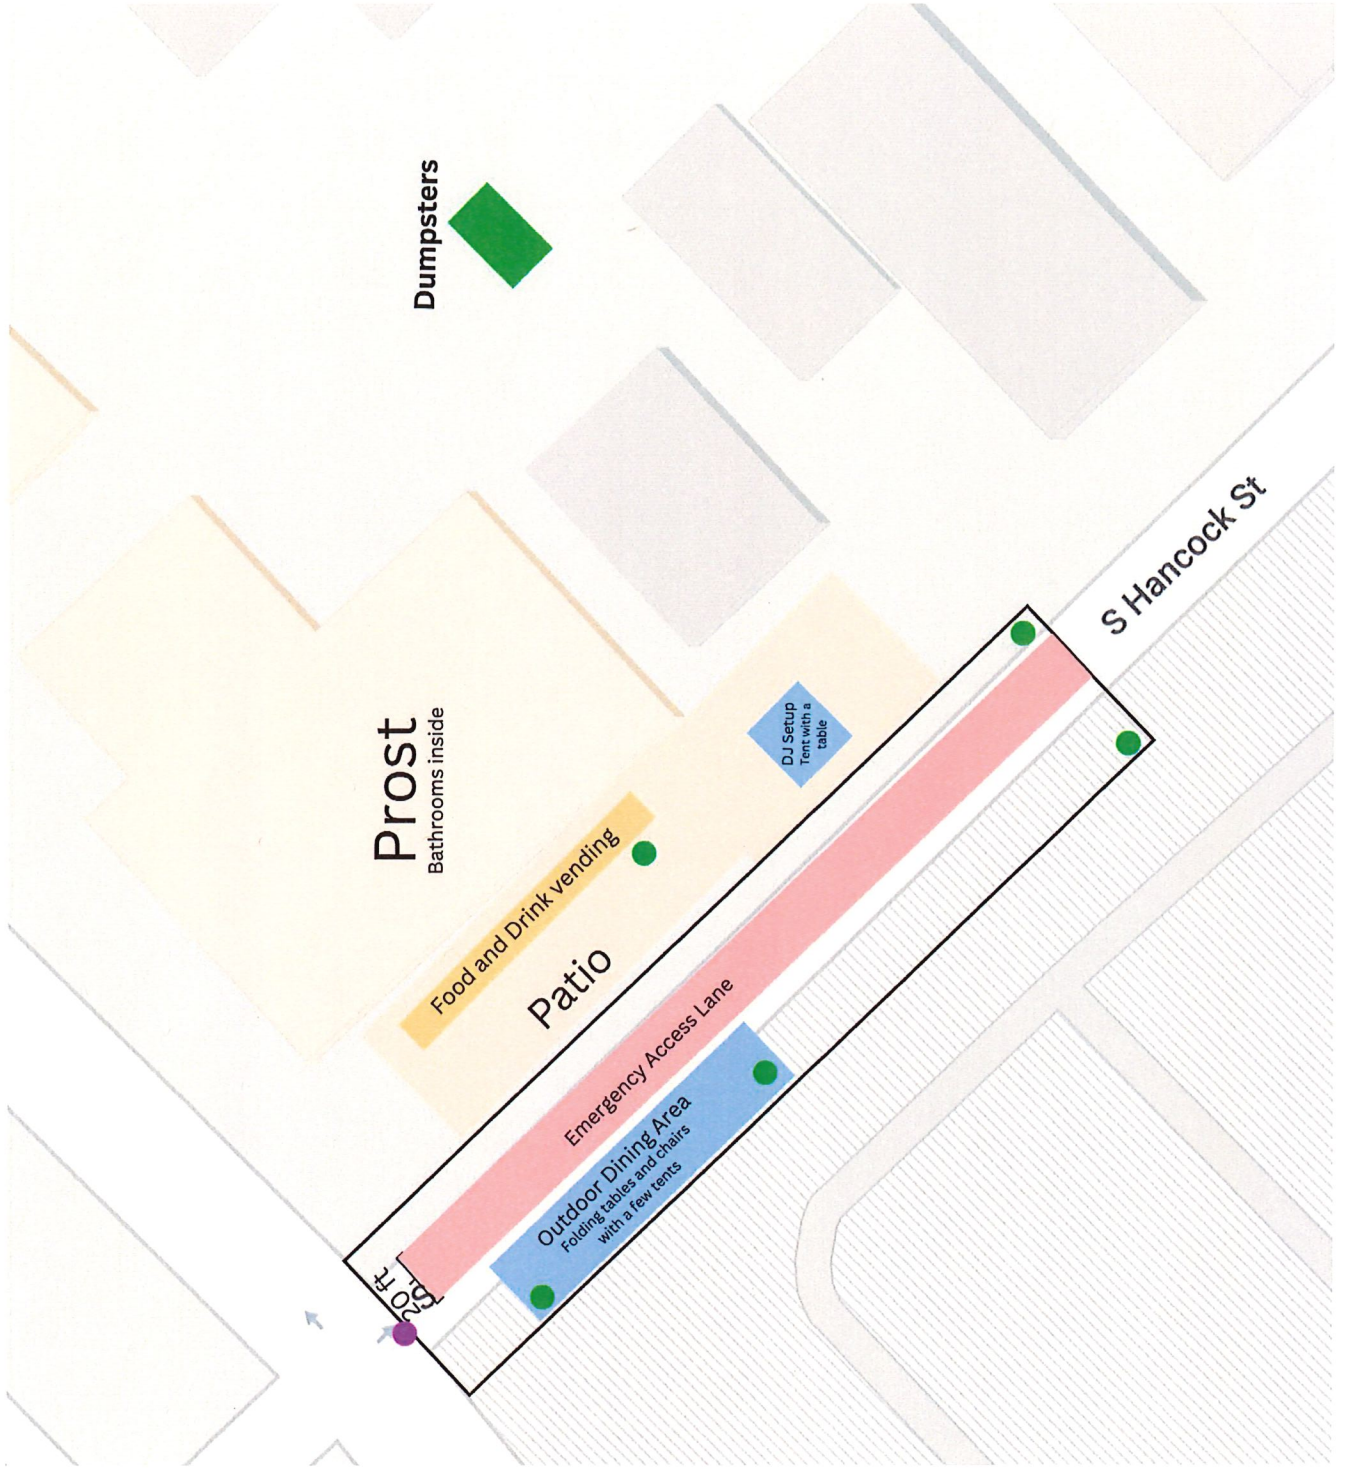 Dumpsters
Prost
Bathrooms inside
Food and Drink vending
Patio
DJ Setup
Tent with a
table
S Hancock St
Emergency Access Lane
Outdoor Dining Area
Folding tables and chairs
with a few tents
20 ft